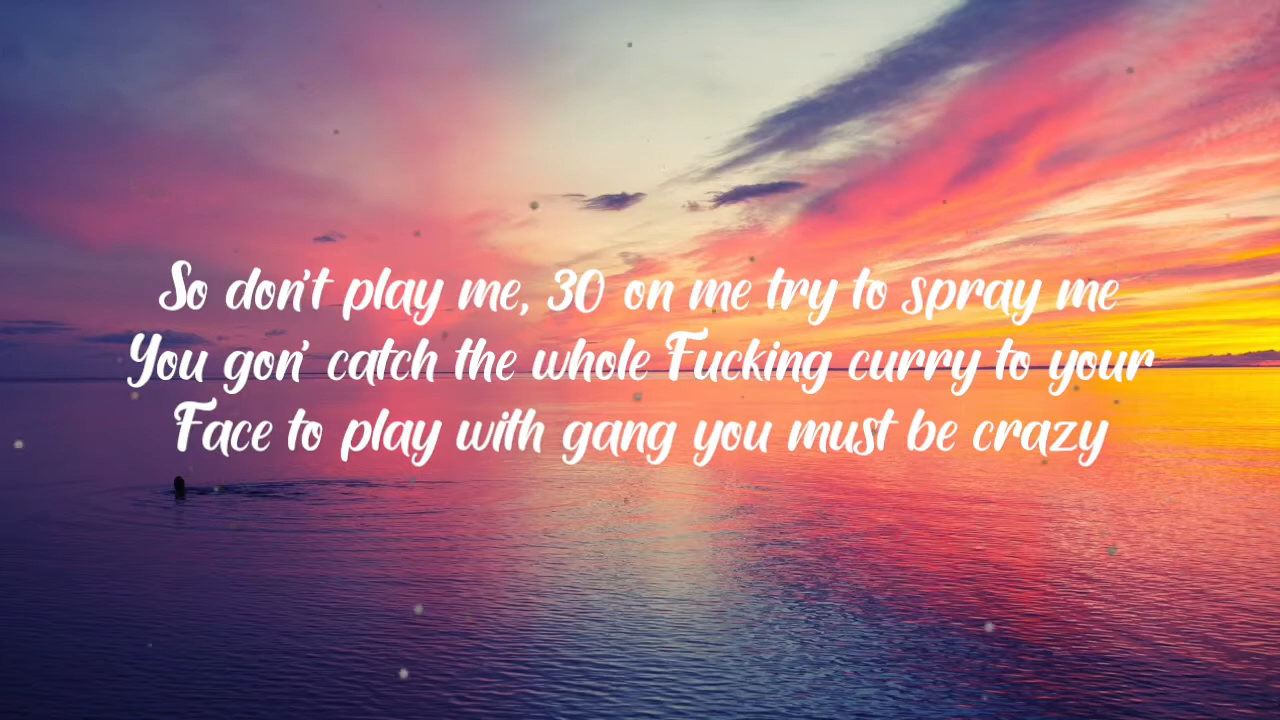 So don't play me, 30 on me try to spray me
You gon' catch the whole Fucking curry to your
Face to play with gang you must be crazy